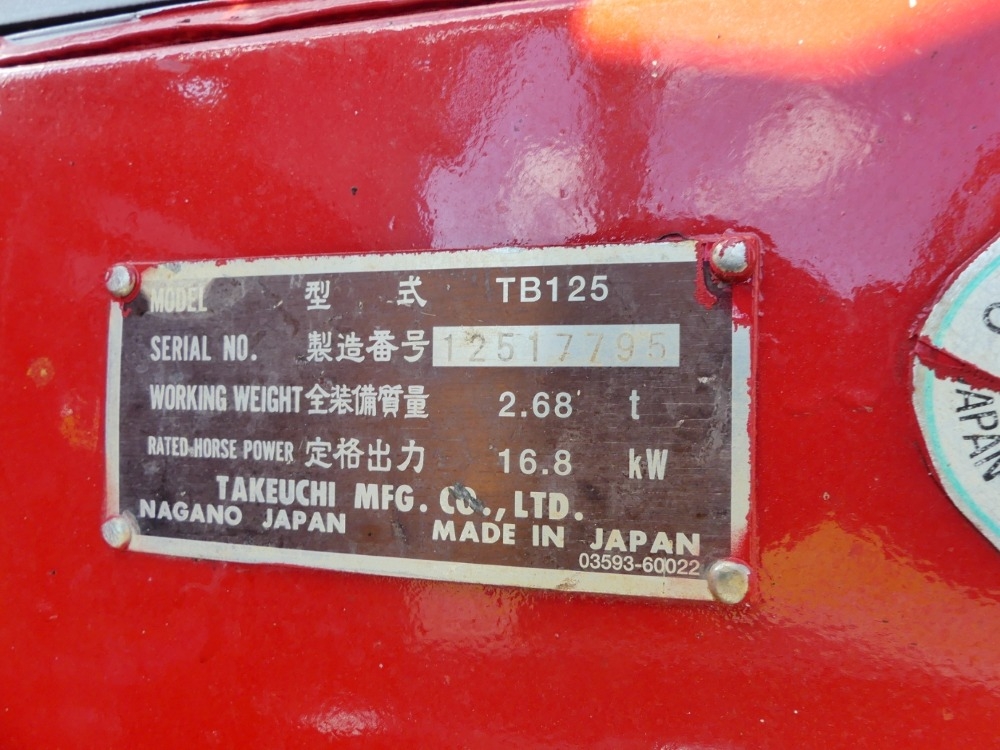 MODEL 型 式 TB125
SERIAL NO. 製造番号 12517795
WORKING WEIGHT 全装備質量 2.68 t
RATED HORSE POWER 定格出力 16.8 kW
TAKEUCHI MFG. CO., LTD.
NAGANO JAPAN MADE IN JAPAN
03593-60022
JAPAN